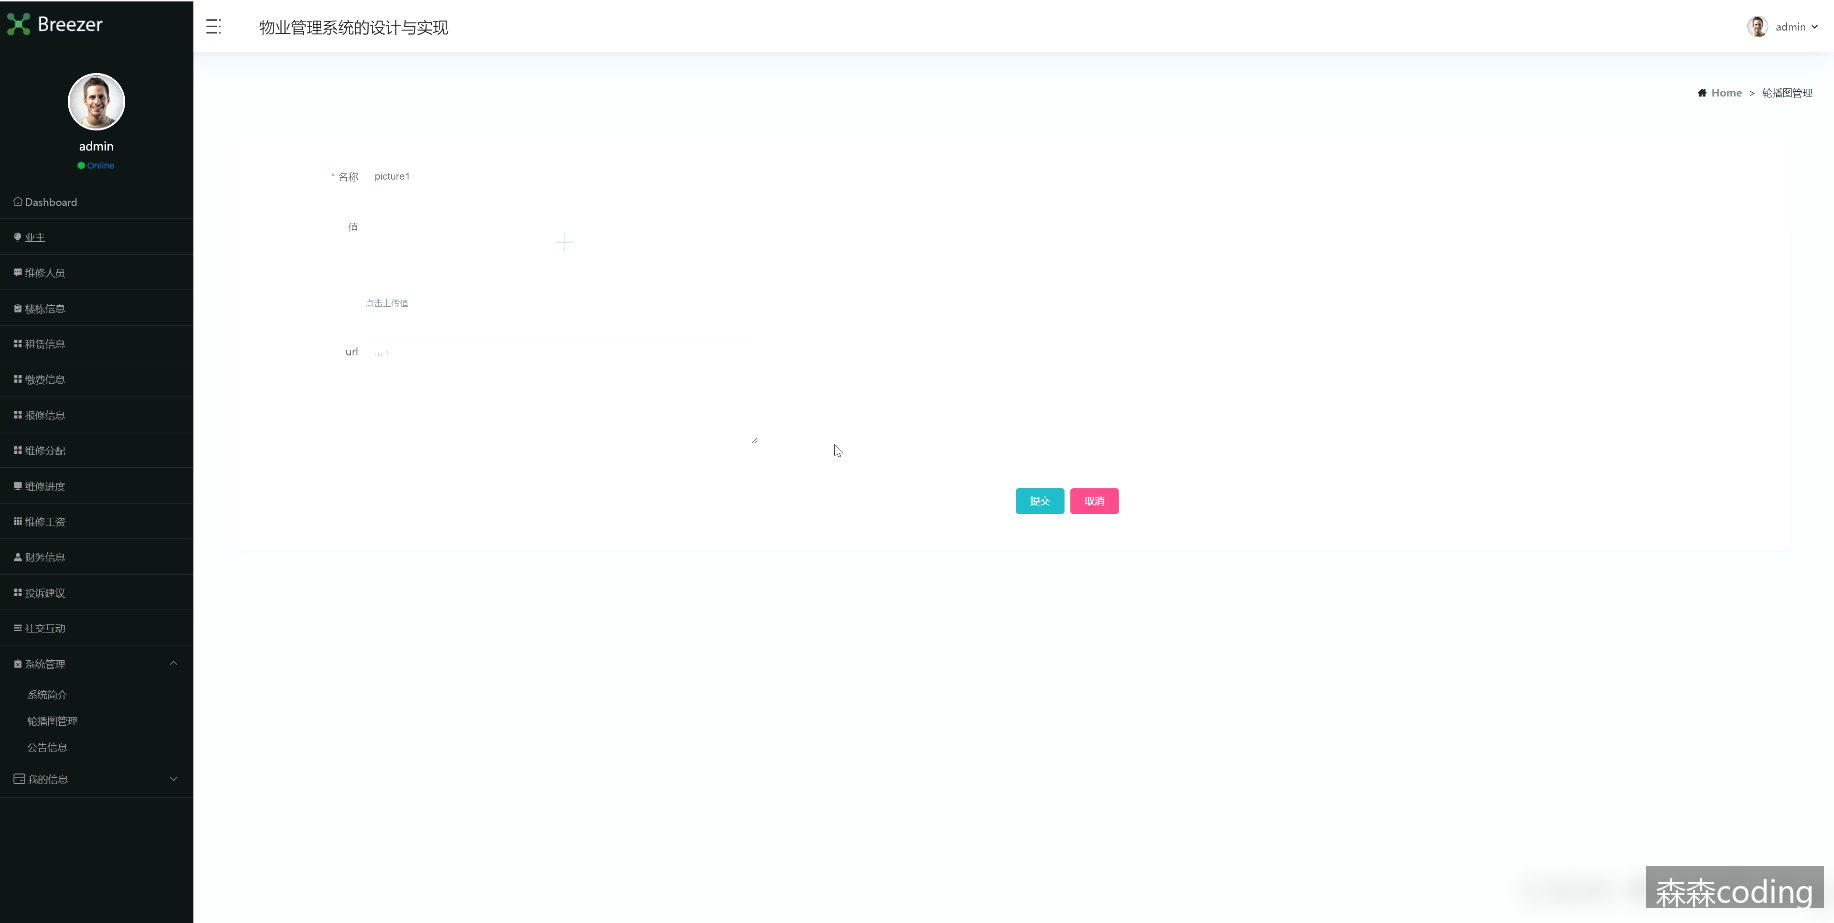 Breezer
物业管理系统的设计与实现
admin
admin
Online
Home > 轮播图管理
Dashboard
业主
维修人员
楼栋信息
租赁信息
缴费信息
报修信息
维修分配
维修进度
维修工资
财务信息
投诉建议
社交互动
系统管理
系统简介
轮播图管理
公告信息
我的信息
* 名称 picture1
值
点击上传值
url
提交 取消
森森coding